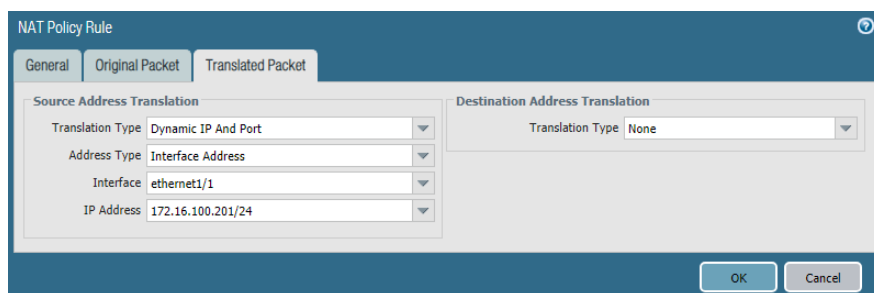 NAT Policy Rule
General
Original Packet
Translated Packet
Source Address Translation
Translation Type Dynamic IP And Port
Address Type Interface Address
Interface ethernet1/1
IP Address 172.16.100.201/24
Destination Address Translation
Translation Type None
OK
Cancel